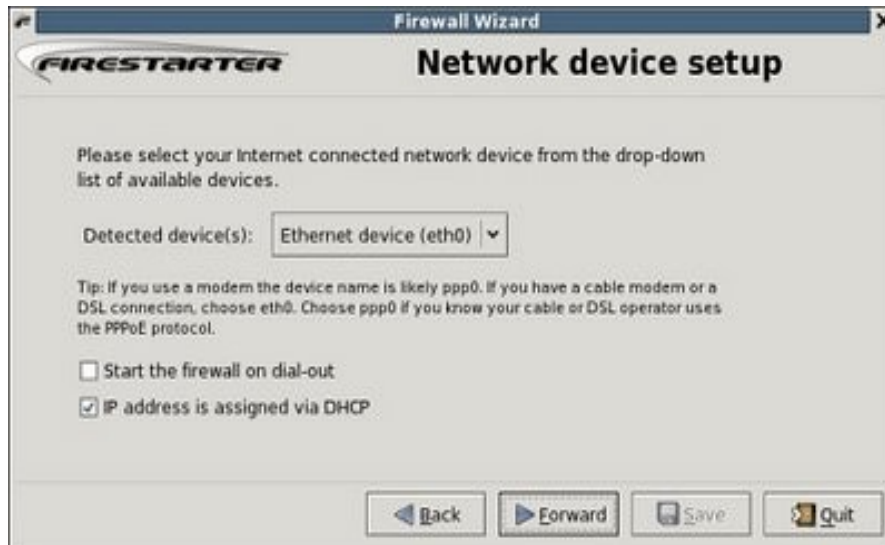 Firewall Wizard
FIRESTARTER
Network device setup
Please select your Internet connected network device from the drop-down
list of available devices.
Detected device(s): Ethernet device (eth0)
Tip: If you use a modem the device name is likely ppp0. If you have a cable modem or a
DSL connection, choose eth0. Choose ppp0 if you know your cable or DSL operator uses
the PPPoE protocol.
Start the firewall on dial-out
IP address is assigned via DHCP
Back Forward Save Quit